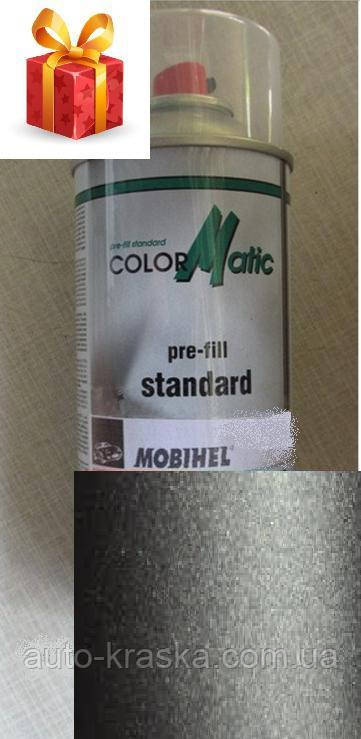 pre-fill standard
COLORMatic
pre-fill
standard
MOBIHEL®
auto-kraska.com.ua